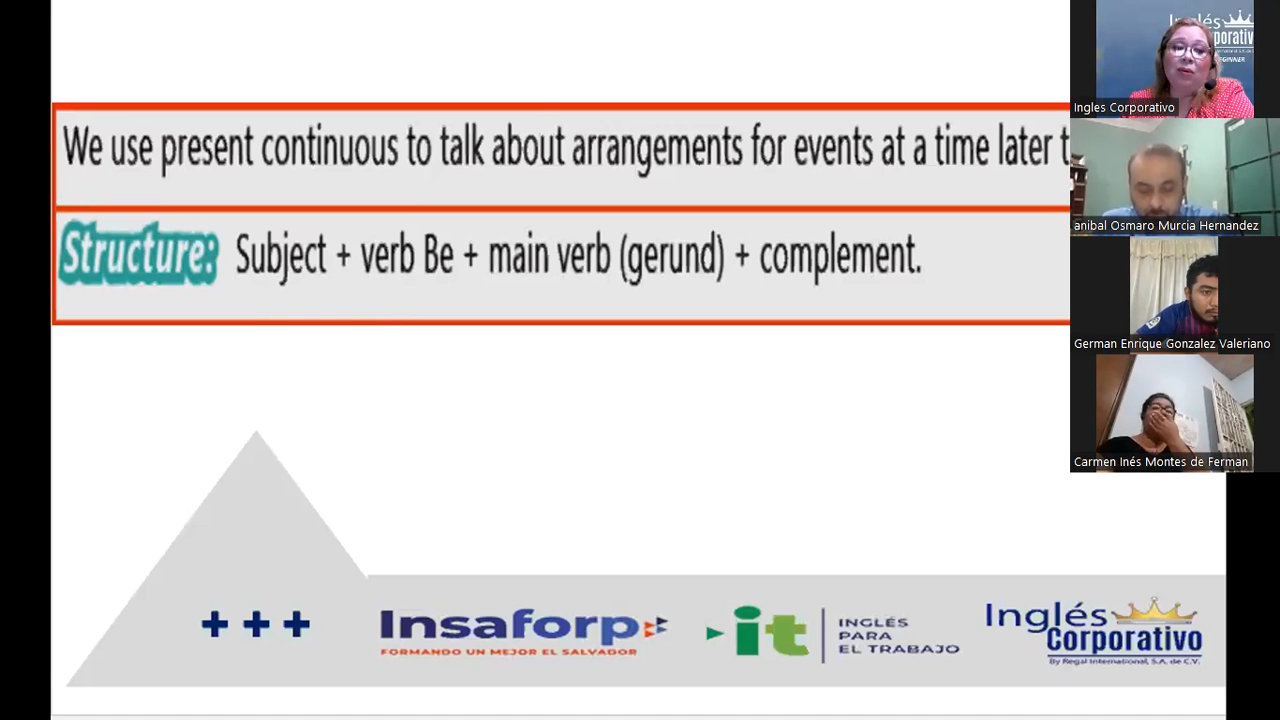 We use present continuous to talk about arrangements for events at a time later
Structure: Subject + verb Be + main verb (gerund) + complement.
+++
Insaforp
FORMANDO UN MEJOR EL SALVADOR
it
INGLÉS
PARA
EL TRABAJO
Inglés
Corporativo
By Regal International, S.A. de C.V.
Inglés
Ingles Corporativo
anibal Osmaro Murcia Hernandez
German Enrique Gonzalez Valeriano
Carmen Inés Montes de Ferman